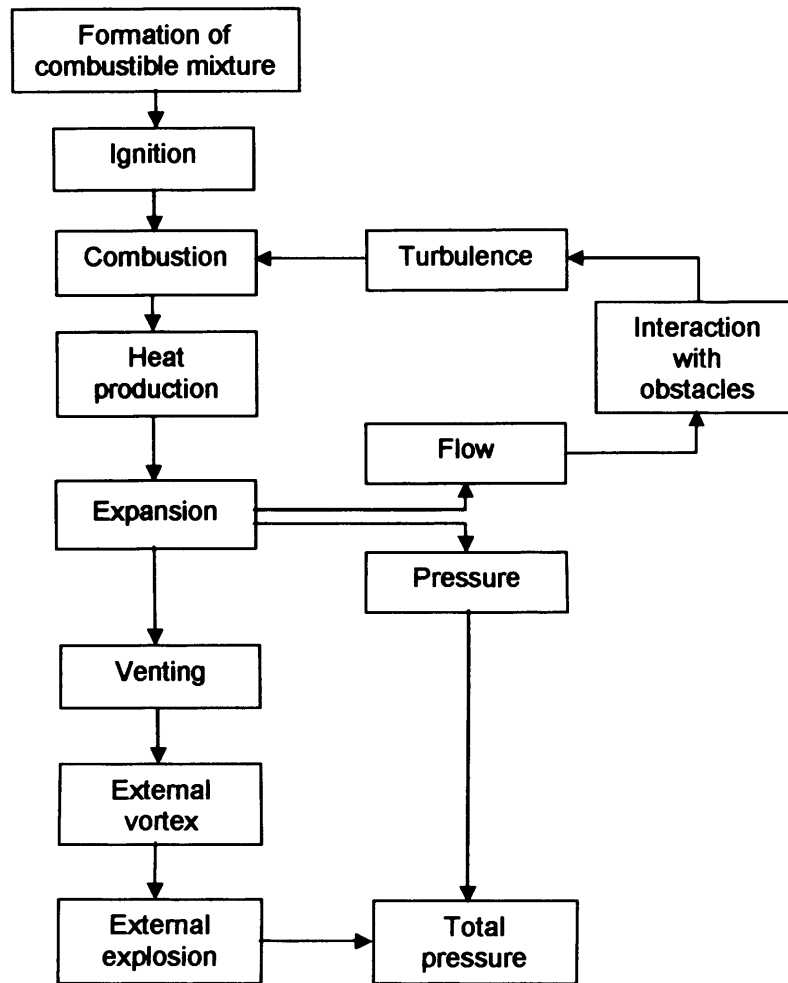 Formation of
combustible mixture
Ignition
Combustion
Turbulence
Interaction
with
obstacles
Heat
production
Flow
Expansion
Pressure
Venting
External
vortex
External
explosion
Total
pressure